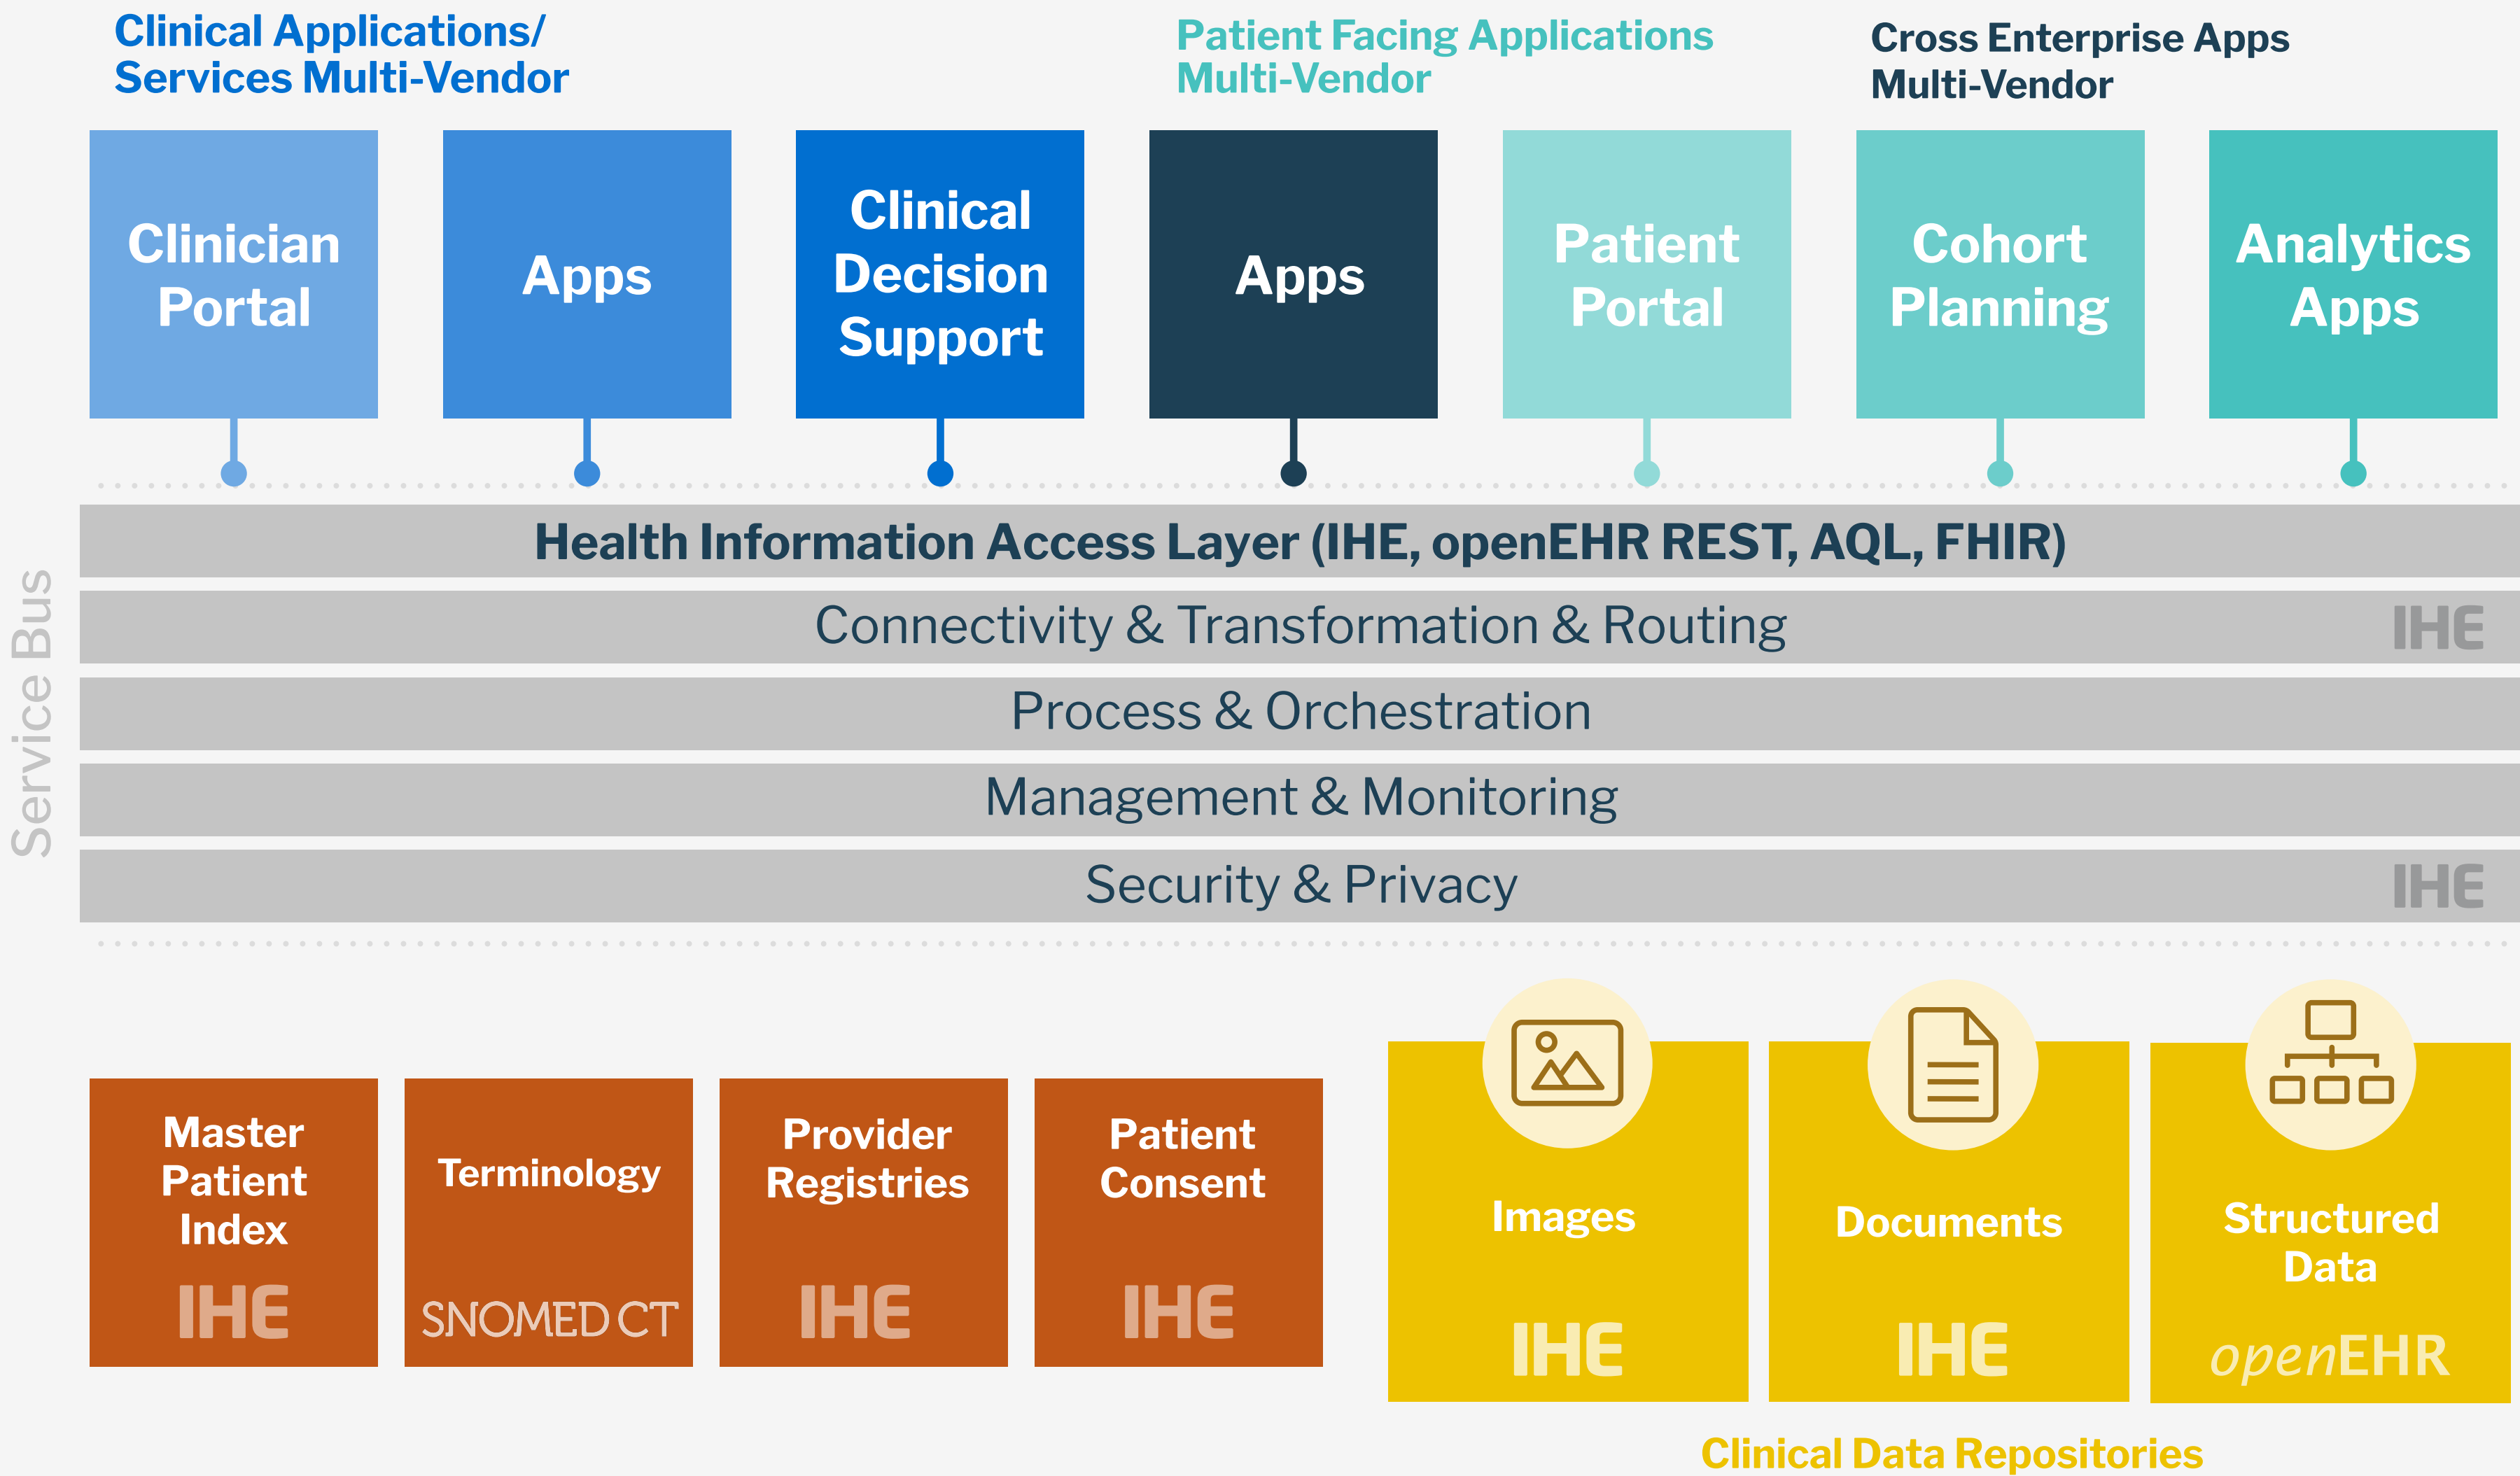 Clinical Applications/
Services Multi-Vendor
Patient Facing Applications
Multi-Vendor
Cross Enterprise Apps
Multi-Vendor
Clinician
Portal
Apps
Clinical
Decision
Support
Apps
Patient
Portal
Cohort
Planning
Analytics
Apps
Service Bus
Health Information Access Layer (IHE, openEHR REST, AQL, FHIR)
Connectivity & Transformation & Routing
IHE
Process & Orchestration
Management & Monitoring
Security & Privacy
IHE
Master
Patient
Index
IHE
Terminology
SNOMED CT
Provider
Registries
IHE
Patient
Consent
IHE
Images
IHE
Documents
IHE
Structured
Data
openEHR
Clinical Data Repositories